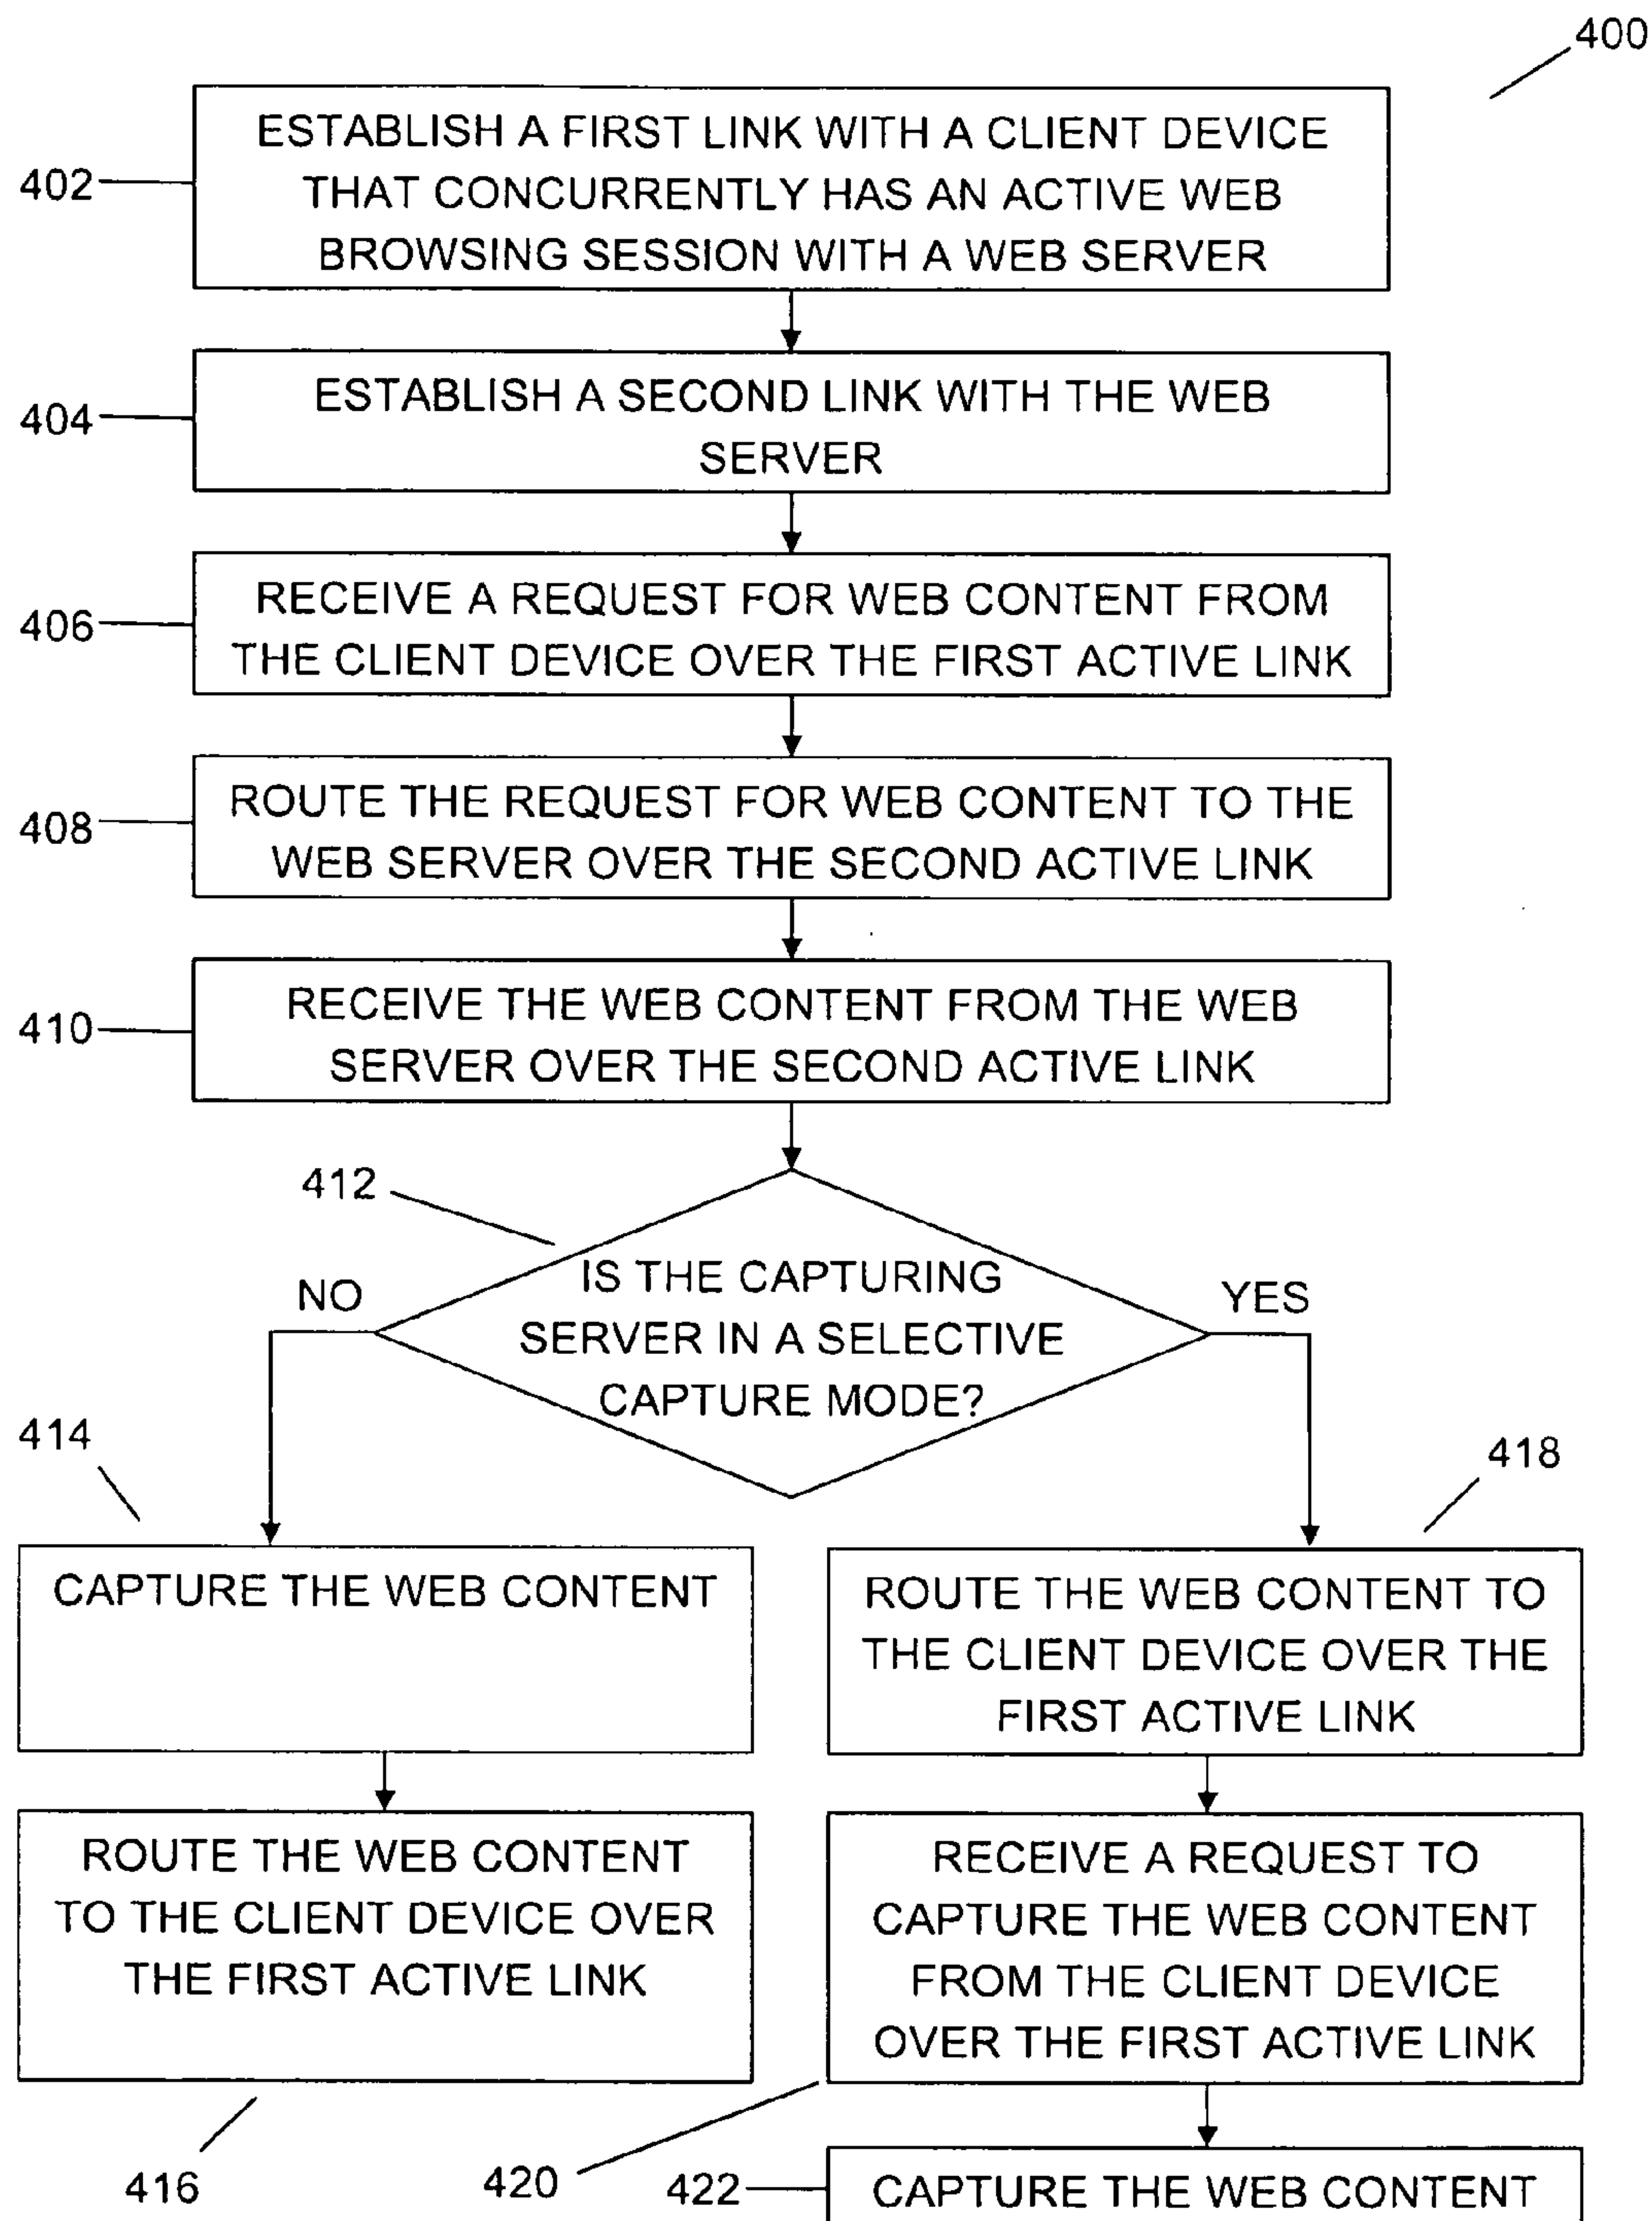 400
ESTABLISH A FIRST LINK WITH A CLIENT DEVICE
THAT CONCURRENTLY HAS AN ACTIVE WEB
BROWSING SESSION WITH A WEB SERVER
402
ESTABLISH A SECOND LINK WITH THE WEB
SERVER
404
RECEIVE A REQUEST FOR WEB CONTENT FROM
THE CLIENT DEVICE OVER THE FIRST ACTIVE LINK
406
ROUTE THE REQUEST FOR WEB CONTENT TO THE
WEB SERVER OVER THE SECOND ACTIVE LINK
408
RECEIVE THE WEB CONTENT FROM THE WEB
SERVER OVER THE SECOND ACTIVE LINK
410
412
IS THE CAPTURING
SERVER IN A SELECTIVE
CAPTURE MODE?
NO
YES
414
CAPTURE THE WEB CONTENT
ROUTE THE WEB CONTENT
TO THE CLIENT DEVICE OVER
THE FIRST ACTIVE LINK
416
418
ROUTE THE WEB CONTENT TO
THE CLIENT DEVICE OVER THE
FIRST ACTIVE LINK
RECEIVE A REQUEST TO
CAPTURE THE WEB CONTENT
FROM THE CLIENT DEVICE
OVER THE FIRST ACTIVE LINK
420
422
CAPTURE THE WEB CONTENT